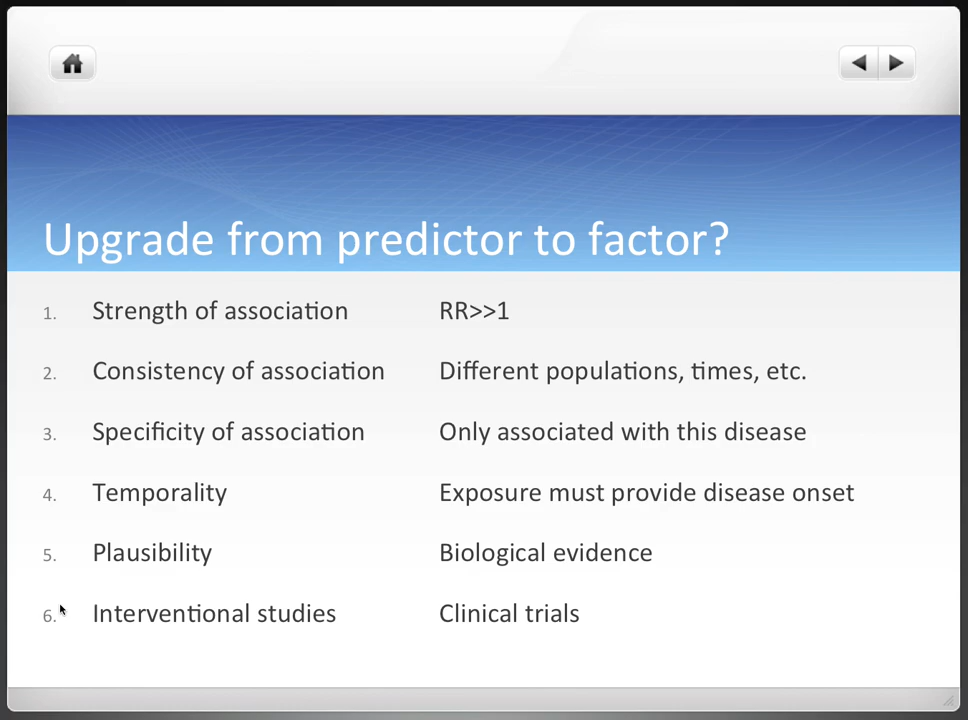 Upgrade from predictor to factor?
1. Strength of association RR>>1
2. Consistency of association Different populations, times, etc.
3. Specificity of association Only associated with this disease
4. Temporality Exposure must provide disease onset
5. Plausibility Biological evidence
6. Interventional studies Clinical trials